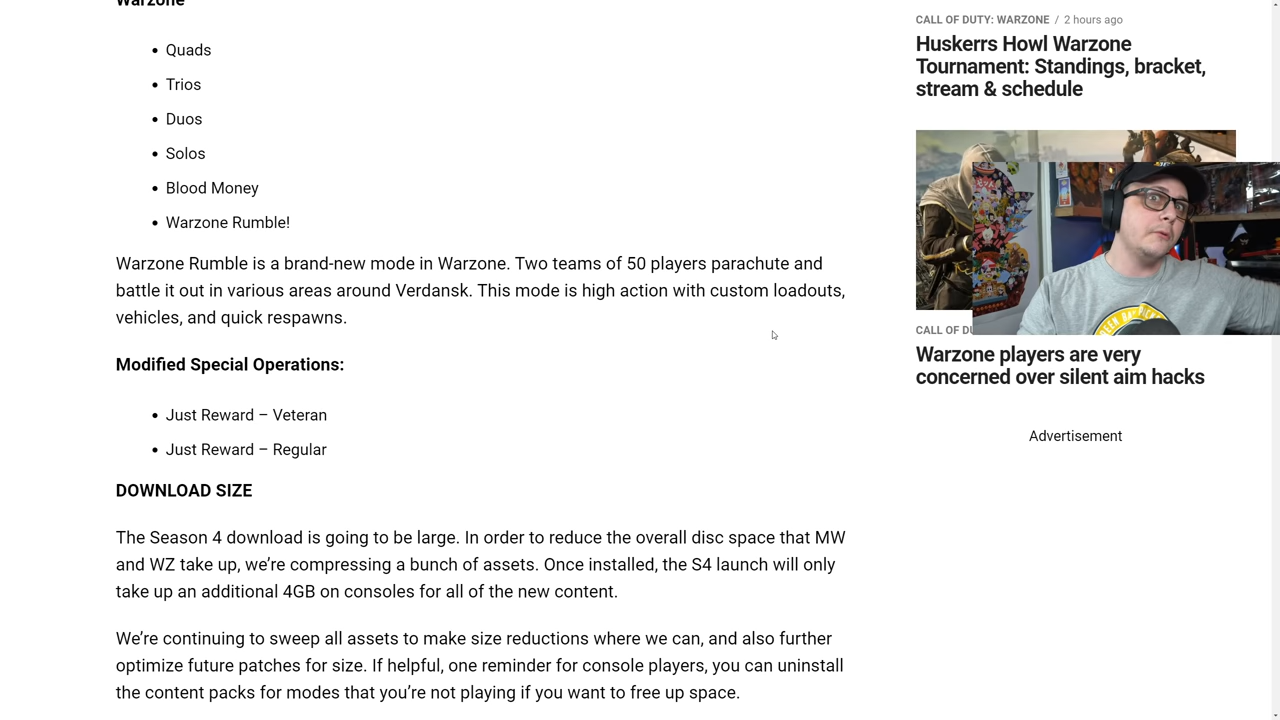 Warzone
Quads
Trios
Duos
Solos
Blood Money
Warzone Rumble!
Warzone Rumble is a brand-new mode in Warzone. Two teams of 50 players parachute and
battle it out in various areas around Verdansk. This mode is high action with custom loadouts,
vehicles, and quick respawns.
Modified Special Operations:
Just Reward – Veteran
Just Reward – Regular
DOWNLOAD SIZE
The Season 4 download is going to be large. In order to reduce the overall disc space that MW
and WZ take up, we’re compressing a bunch of assets. Once installed, the S4 launch will only
take up an additional 4GB on consoles for all of the new content.
We’re continuing to sweep all assets to make size reductions where we can, and also further
optimize future patches for size. If helpful, one reminder for console players, you can uninstall
the content packs for modes that you’re not playing if you want to free up space.
CALL OF DUTY: WARZONE / 2 hours ago
Huskerrs Howl Warzone
Tournament: Standings, bracket,
stream & schedule
CALL OF DU
Warzone players are very
concerned over silent aim hacks
Advertisement